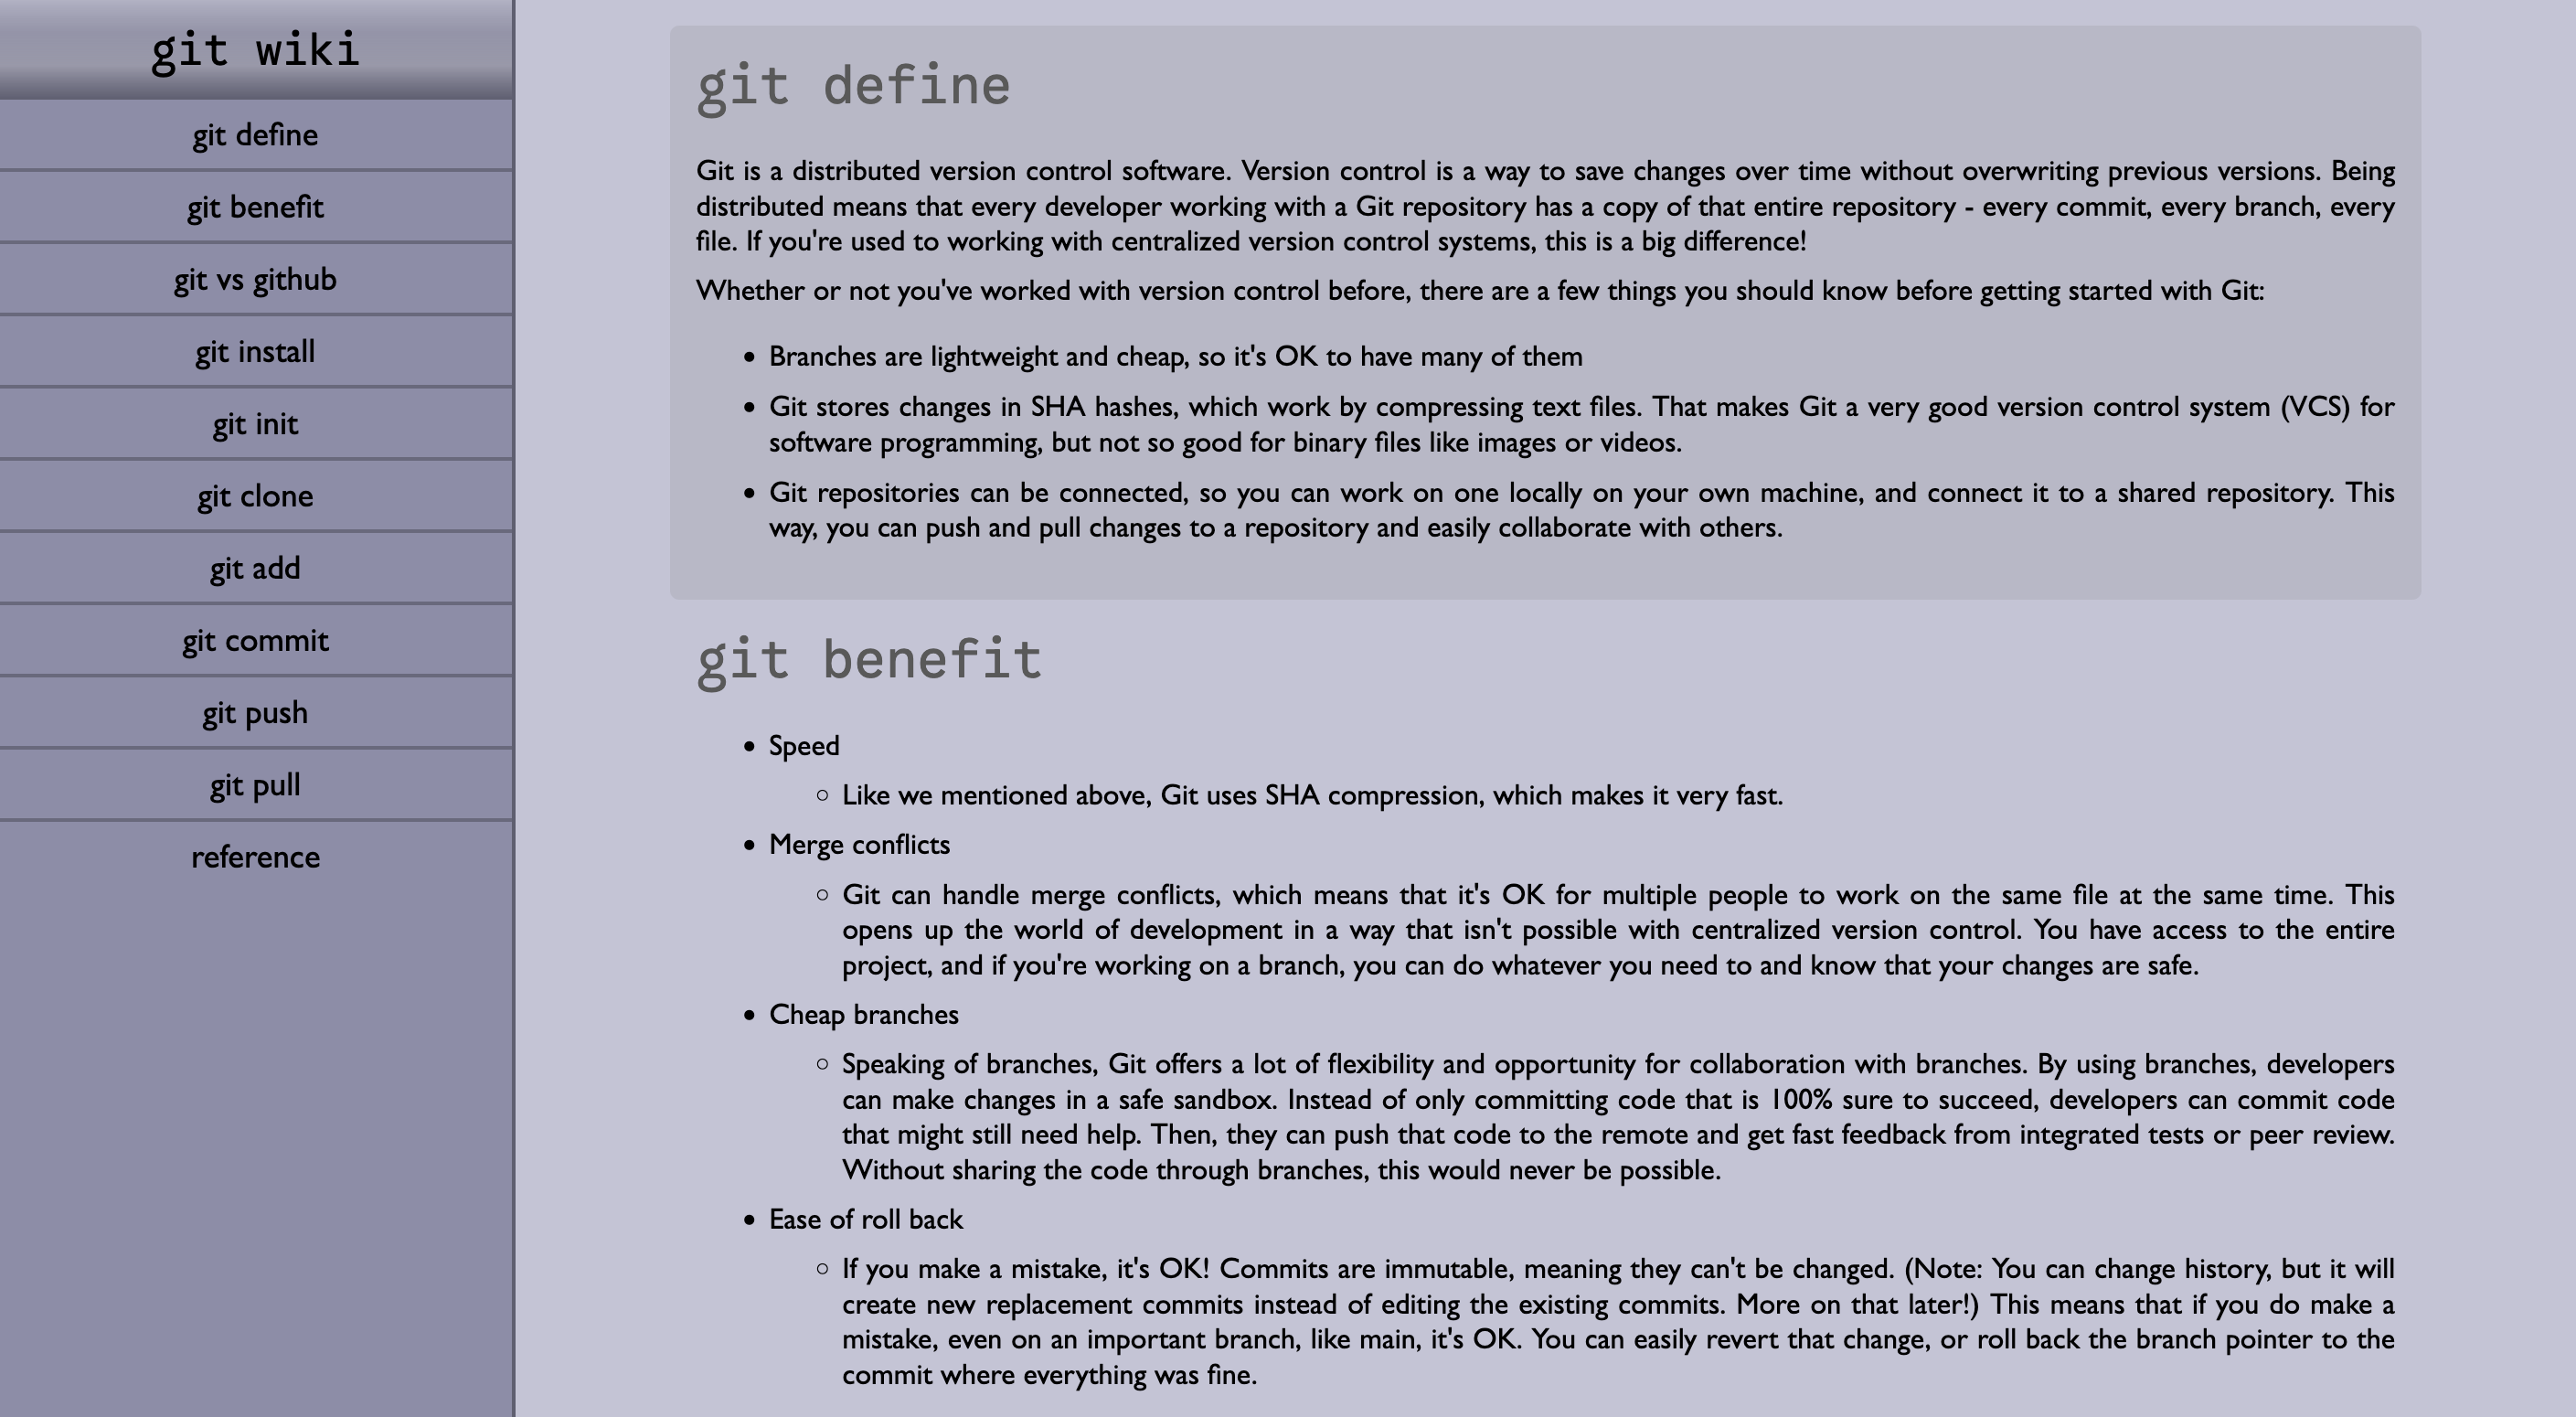 git wiki
git define
git benefit
git vs github
git install
git init
git clone
git add
git commit
git push
git pull
reference
git define
Git is a distributed version control software. Version control is a way to save changes over time without overwriting previous versions. Being
distributed means that every developer working with a Git repository has a copy of that entire repository - every commit, every branch, every
file. If you're used to working with centralized version control systems, this is a big difference!
Whether or not you've worked with version control before, there are a few things you should know before getting started with Git:
Branches are lightweight and cheap, so it's OK to have many of them
Git stores changes in SHA hashes, which work by compressing text files. That makes Git a very good version control system (VCS) for
software programming, but not so good for binary files like images or videos.
Git repositories can be connected, so you can work on one locally on your own machine, and connect it to a shared repository. This
way, you can push and pull changes to a repository and easily collaborate with others.
git benefit
Speed
Like we mentioned above, Git uses SHA compression, which makes it very fast.
Merge conflicts
Git can handle merge conflicts, which means that it's OK for multiple people to work on the same file at the same time. This
opens up the world of development in a way that isn't possible with centralized version control. You have access to the entire
project, and if you're working on a branch, you can do whatever you need to and know that your changes are safe.
Cheap branches
Speaking of branches, Git offers a lot of flexibility and opportunity for collaboration with branches. By using branches, developers
can make changes in a safe sandbox. Instead of only committing code that is 100% sure to succeed, developers can commit code
that might still need help. Then, they can push that code to the remote and get fast feedback from integrated tests or peer review.
Without sharing the code through branches, this would never be possible.
Ease of roll back
If you make a mistake, it's OK! Commits are immutable, meaning they can't be changed. (Note: You can change history, but it will
create new replacement commits instead of editing the existing commits. More on that later!) This means that if you do make a
mistake, even on an important branch, like main, it's OK. You can easily revert that change, or roll back the branch pointer to the
commit where everything was fine.